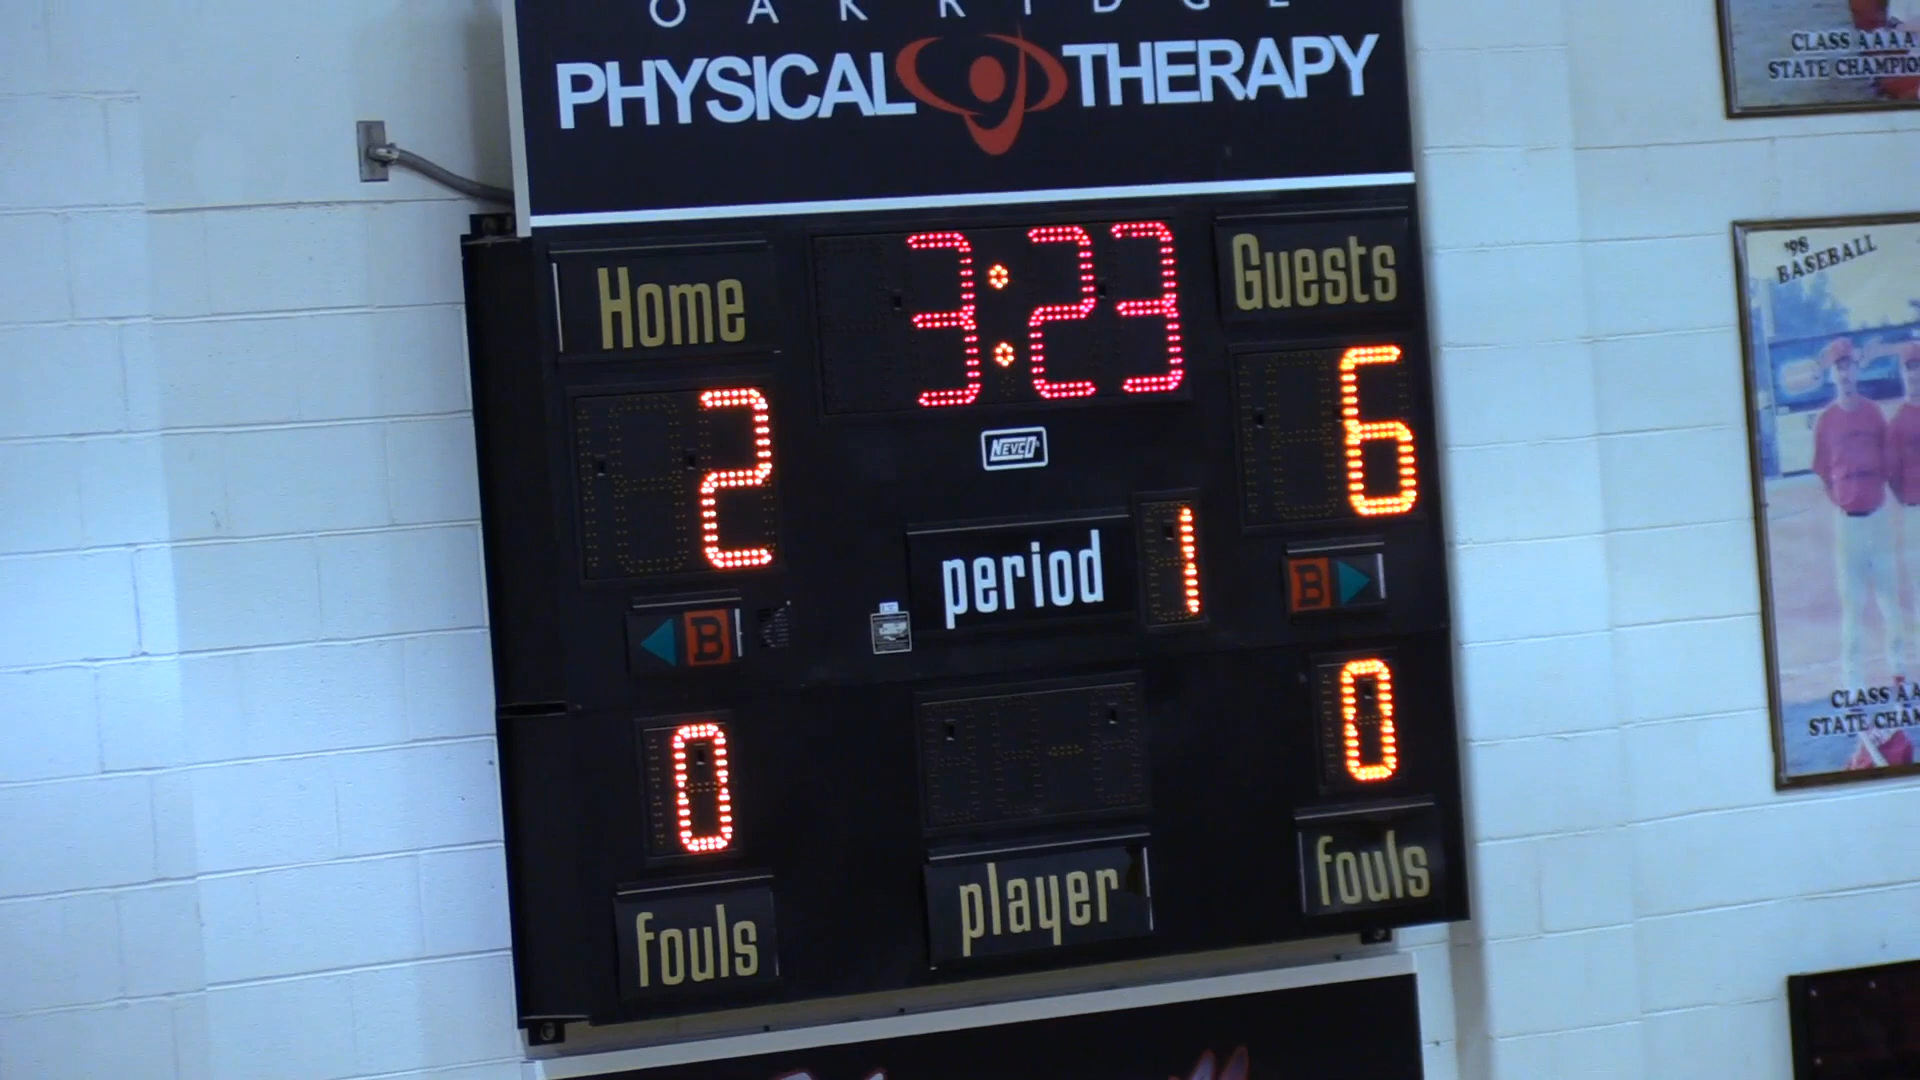 OAKRIDGE
PHYSICAL THERAPY
Home
3:23
Guests
2
6
NEVCO
period 1
B
B
0
0
fouls
player
fouls
CLASS AAAA
STATE CHAMPIO
'98
BASEBALL
CLASS AA
STATE CHAM